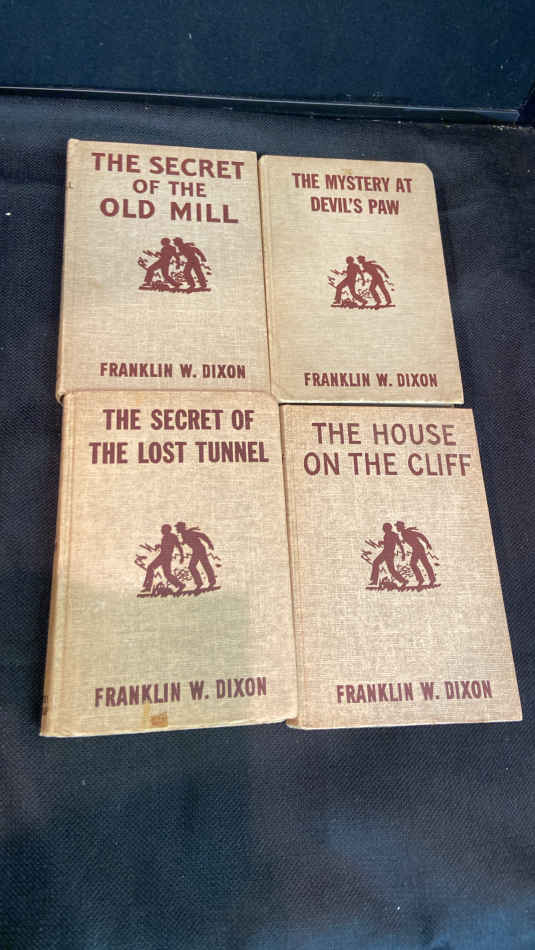 THE SECRET
OF THE
OLD MILL
FRANKLIN W. DIXON
THE MYSTERY AT
DEVIL'S PAW
FRANKLIN W. DIXON
THE SECRET OF
THE LOST TUNNEL
FRANKLIN W. DIXON
THE HOUSE
ON THE CLIFF
FRANKLIN W. DIXON